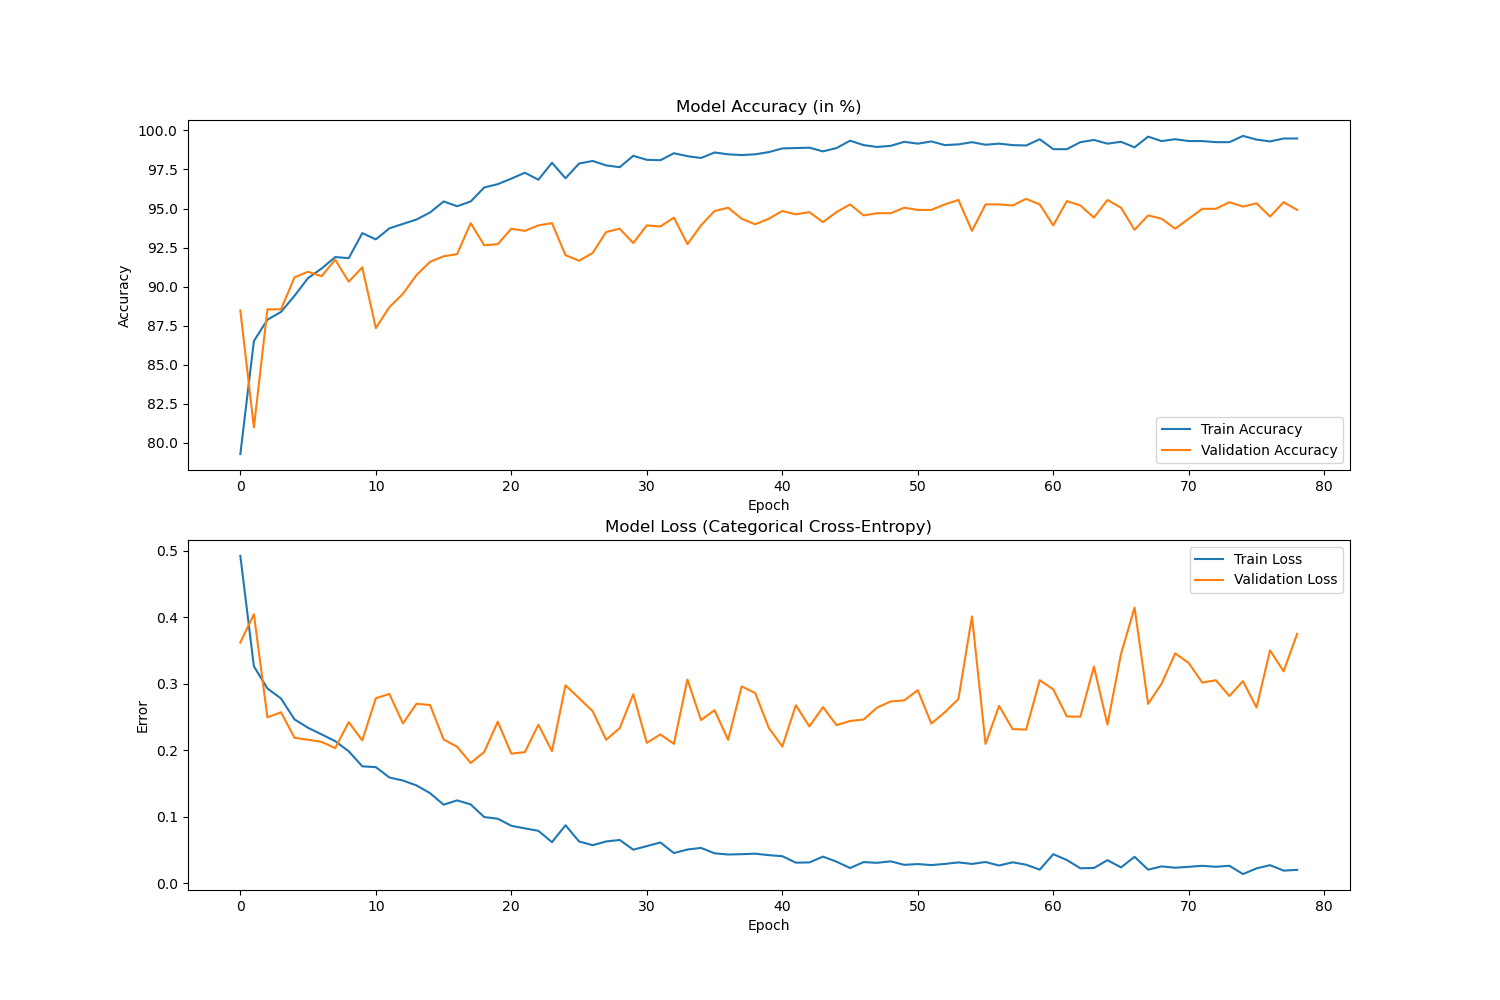 Model Accuracy (in %)
100.0
97.5
95.0
92.5
90.0
87.5
85.0
82.5
80.0
Accuracy
Train Accuracy
Validation Accuracy
0 10 20 30 40 50 60 70 80
Epoch
Model Loss (Categorical Cross-Entropy)
0.5
0.4
0.3
0.2
0.1
0.0
Error
Train Loss
Validation Loss
0 10 20 30 40 50 60 70 80
Epoch